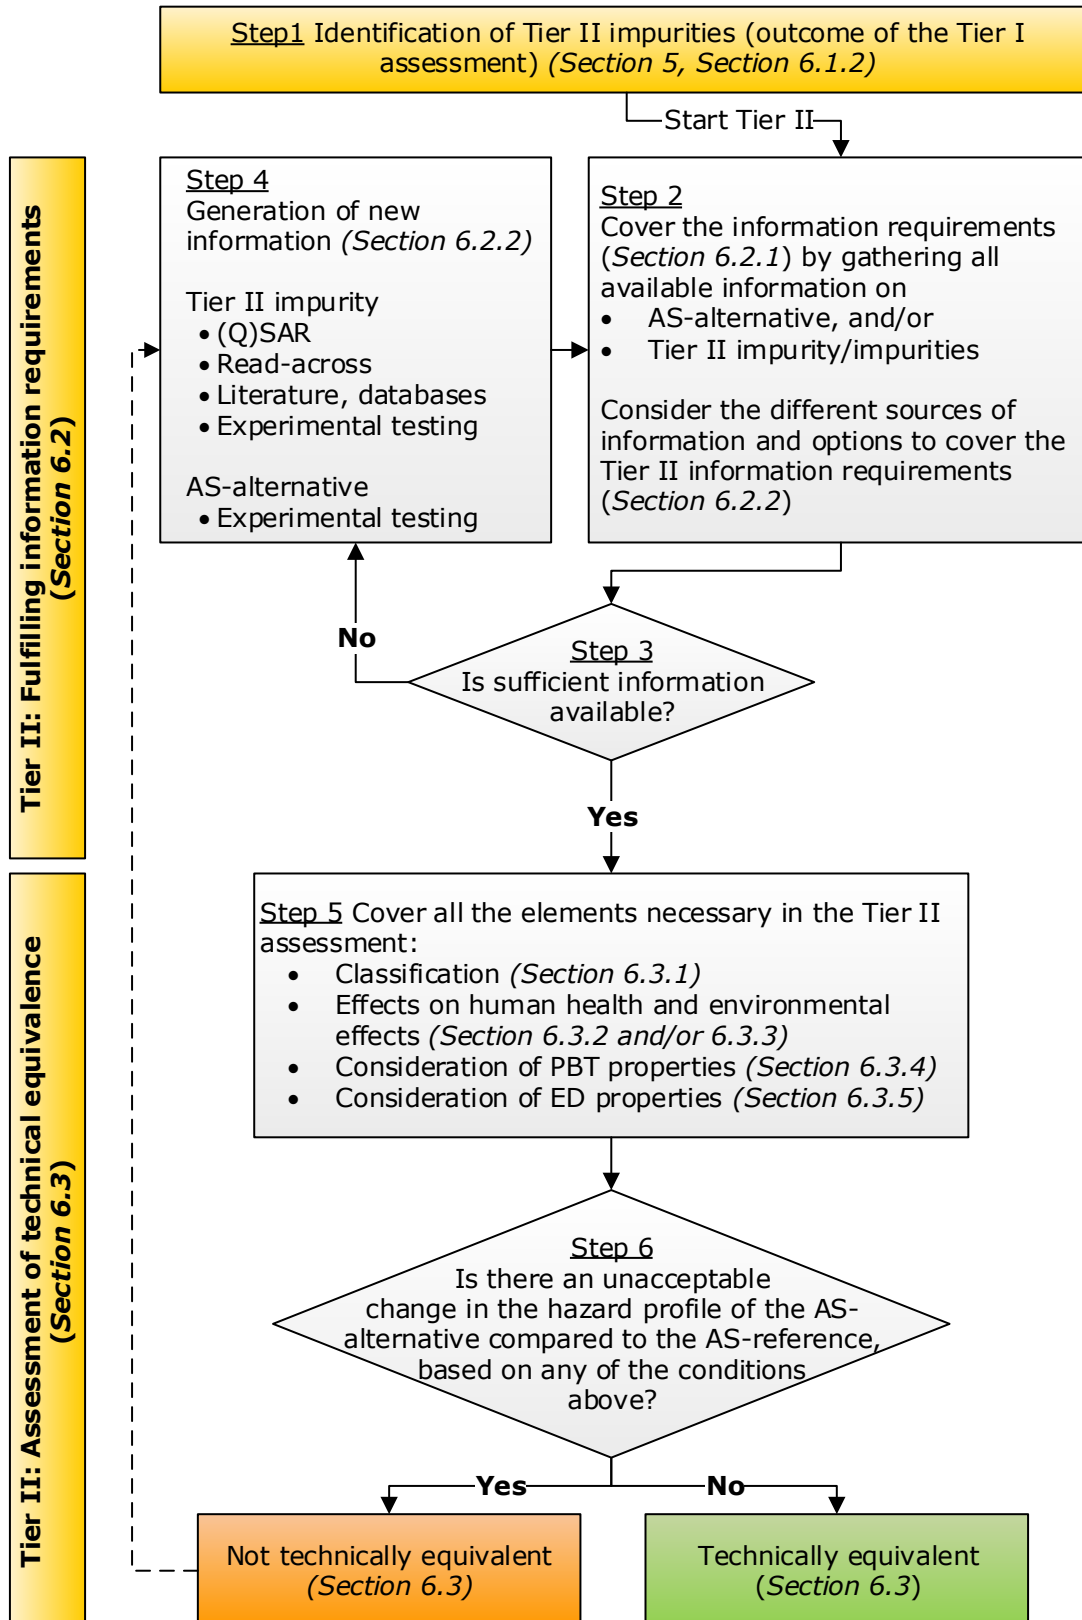 Step1 Identification of Tier II impurities (outcome of the Tier I
assessment) (Section 5, Section 6.1.2)
Start Tier II
Tier II: Fulfilling information requirements
(Section 6.2)
Step 4
Generation of new
information (Section 6.2.2)
Tier II impurity
• (Q)SAR
• Read-across
• Literature, databases
• Experimental testing
AS-alternative
• Experimental testing
Step 2
Cover the information requirements
(Section 6.2.1) by gathering all
available information on
• AS-alternative, and/or
• Tier II impurity/impurities
Consider the different sources of
information and options to cover the
Tier II information requirements
(Section 6.2.2)
No
Step 3
Is sufficient information
available?
Yes
Tier II: Assessment of technical equivalence
(Section 6.3)
Step 5 Cover all the elements necessary in the Tier II
assessment:
• Classification (Section 6.3.1)
• Effects on human health and environmental
effects (Section 6.3.2 and/or 6.3.3)
• Consideration of PBT properties (Section 6.3.4)
• Consideration of ED properties (Section 6.3.5)
Step 6
Is there an unacceptable
change in the hazard profile of the AS-
alternative compared to the AS-reference,
based on any of the conditions
above?
Yes
No
Not technically equivalent
(Section 6.3)
Technically equivalent
(Section 6.3)